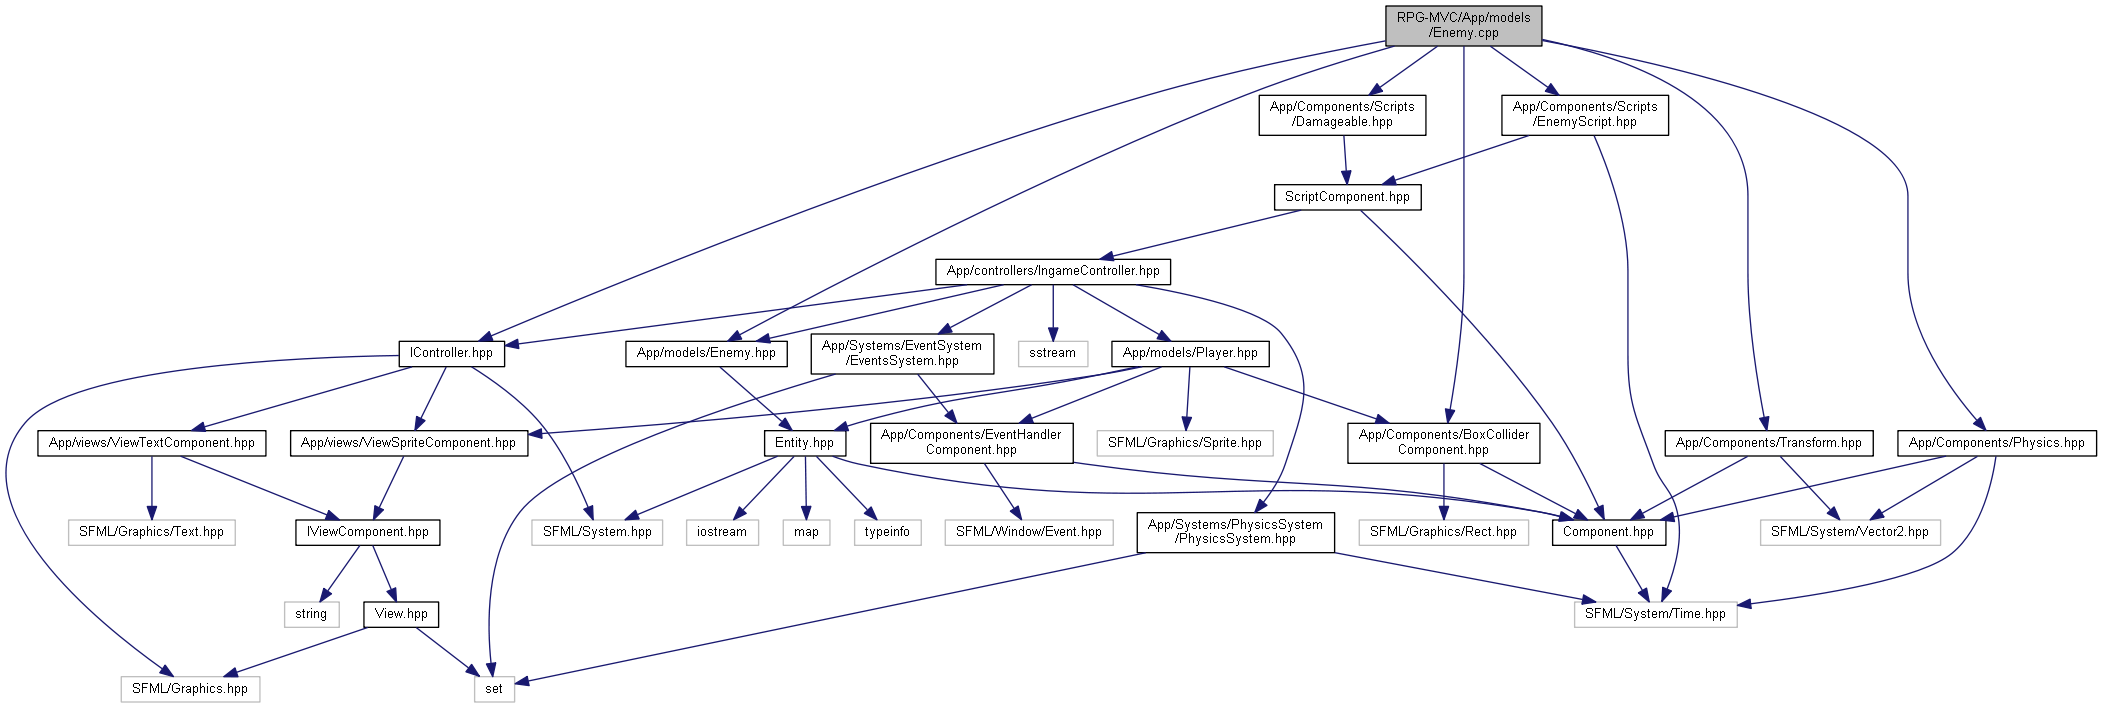 RPG-MVC/App/models
/Enemy.cpp
App/Components/Scripts
/Damageable.hpp
App/Components/Scripts
/EnemyScript.hpp
ScriptComponent.hpp
App/controllers/IngameController.hpp
IController.hpp
App/models/Enemy.hpp
App/Systems/EventSystem
/EventsSystem.hpp
sstream
App/models/Player.hpp
App/views/ViewTextComponent.hpp
App/views/ViewSpriteComponent.hpp
Entity.hpp
App/Components/EventHandler
Component.hpp
SFML/Graphics/Sprite.hpp
App/Components/BoxCollider
Component.hpp
App/Components/Transform.hpp
App/Components/Physics.hpp
SFML/Graphics/Text.hpp
IViewComponent.hpp
SFML/System.hpp
iostream
map
typeinfo
SFML/Window/Event.hpp
App/Systems/PhysicsSystem
/PhysicsSystem.hpp
SFML/Graphics/Rect.hpp
Component.hpp
SFML/System/Vector2.hpp
string
View.hpp
SFML/System/Time.hpp
SFML/Graphics.hpp
set